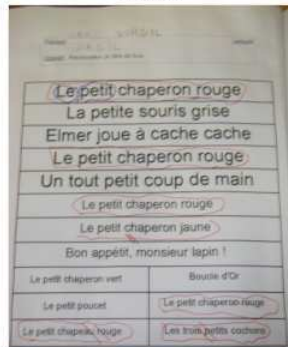 Le petit chaperon rouge
La petite souris grise
Elmer joue à cache cache
Le petit chaperon rouge
Un tout petit coup de main
Le petit chaperon rouge
Le petit chaperon jaune
Bon appétit, monsieur lapin !
Le petit chaperon vert
Boucle d'Or
Le petit poucet
Le petit chaperon rouge
Le petit chapeau rouge
Les trois petits cochons